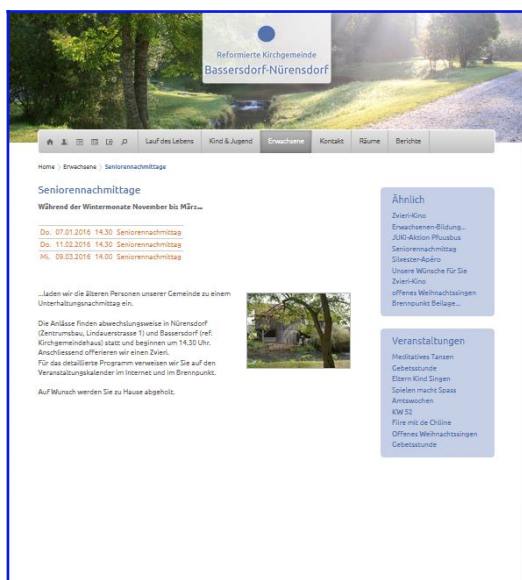 Reformierte Kirchgemeinde
Bassersdorf-Nürensdorf
Lauf des Lebens Kind & Jugend Erwachsene Kontakt Räume Berichte
Home > Erwachsene > Seniorennachmittage
Seniorennachmittage
Während der Wintermonate November bis März...
Do. 07.01.2016 14.30 Seniorennachmittag
Do. 11.02.2016 14.30 Seniorennachmittag
Mi. 09.03.2016 14.00 Seniorennachmittag
...laden wir die älteren Personen unserer Gemeinde zu einem
Unterhaltungsnachmittag ein.
Die Anlässe finden abwechslungsweise in Nürensdorf
(Zentrumsbau, Lindauerstrasse 1) und Bassersdorf (ref.
Kirchgemeindehaus) statt und beginnen um 14.30 Uhr.
Anschliessend offerieren wir einen Zvieri.
Für das detaillierte Programm verweisen wir Sie auf den
Veranstaltungskalender im Internet und im Brennpunkt.
Auf Wunsch werden Sie zu Hause abgeholt.
Ähnlich
Zvieri-Kino
Erwachsenen-Bildung...
JUKI-Aktion Pfuusbus
Seniorennachmittag
Silvester-Apéro
Unsere Wünsche für Sie
Zvieri-Kino
offenes Weihnachtssingen
Brennpunkt Beilage...
Veranstaltungen
Meditatives Tanzen
Gebetsstunde
Eltern Kind Singen
Spielen macht Spass
Amtswochen
KW 52
Fiire mit de Chliine
Offenes Weihnachtssingen
Gebetsstunde